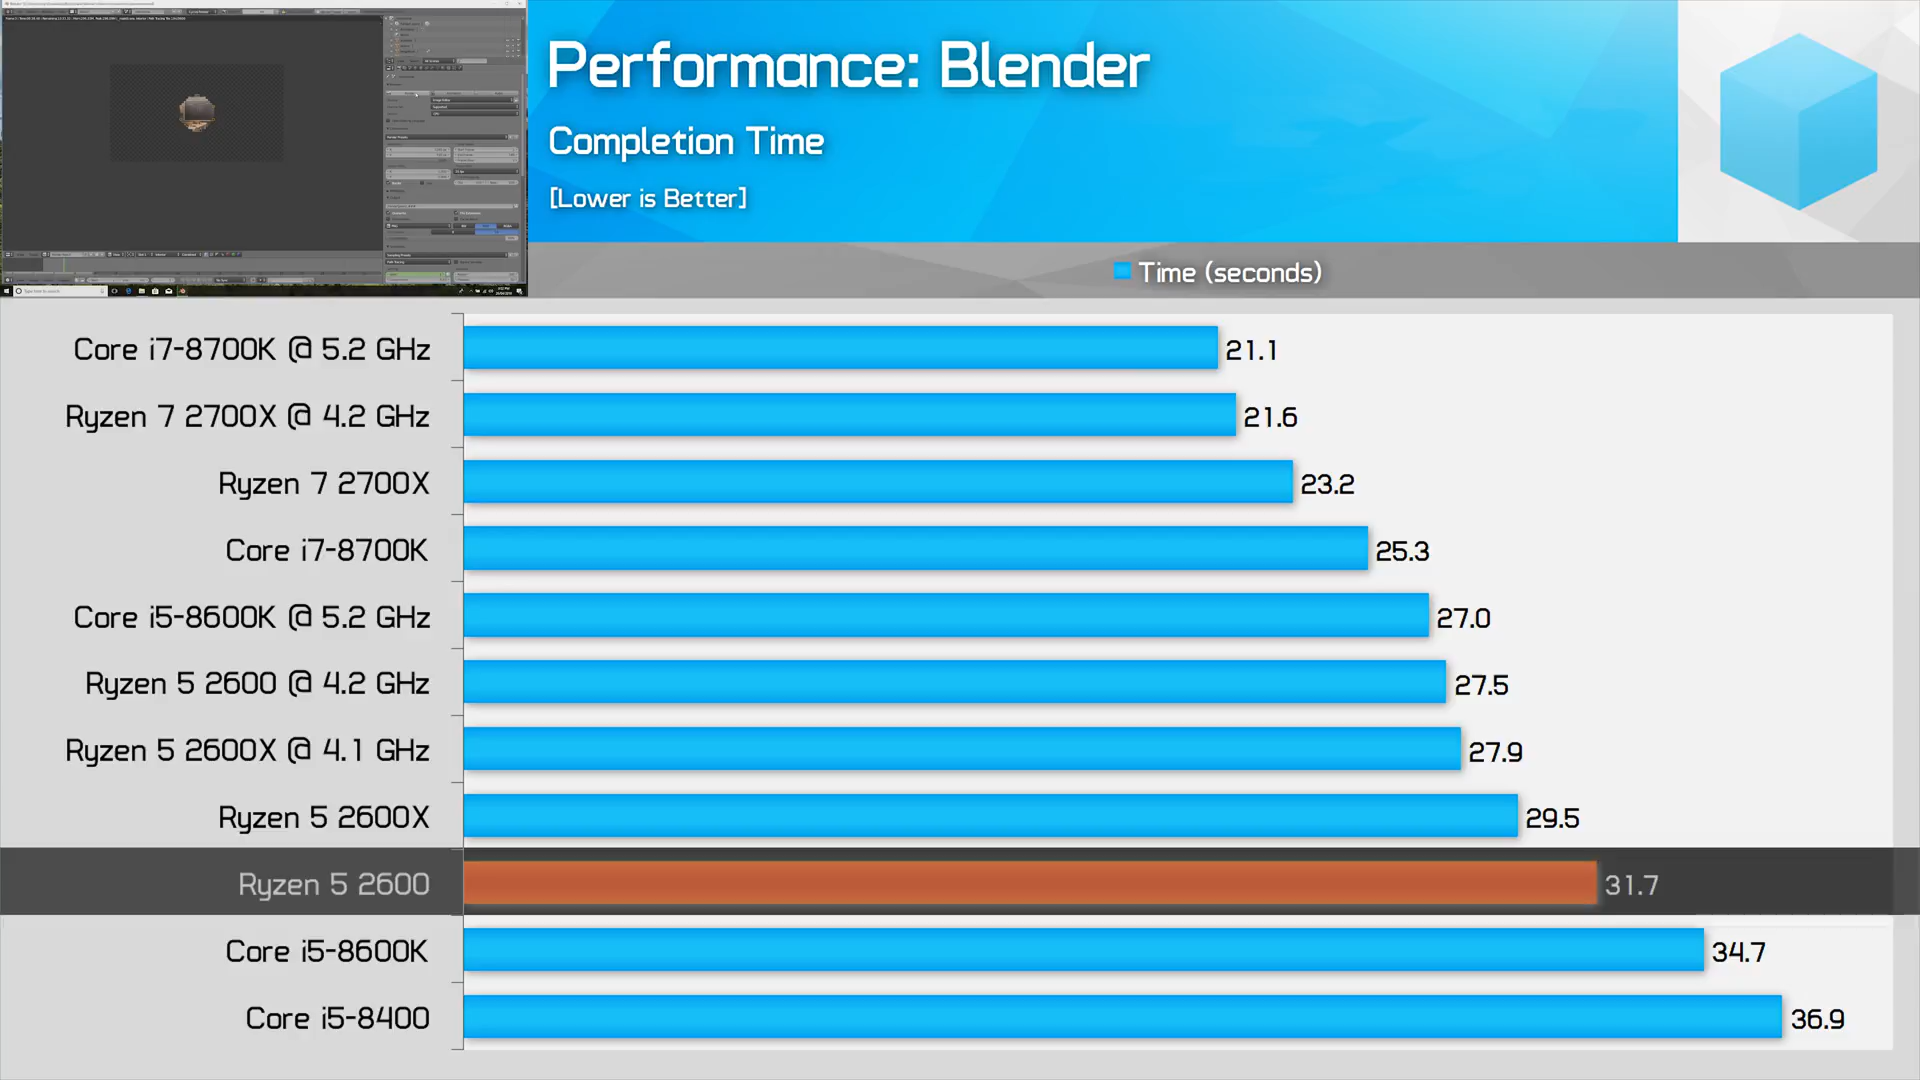 Performance: Blender
Completion Time
[Lower is Better]
Time (seconds)
Core i7-8700K @ 5.2 GHz 21.1
Ryzen 7 2700X @ 4.2 GHz 21.6
Ryzen 7 2700X 23.2
Core i7-8700K 25.3
Core i5-8600K @ 5.2 GHz 27.0
Ryzen 5 2600 @ 4.2 GHz 27.5
Ryzen 5 2600X @ 4.1 GHz 27.9
Ryzen 5 2600X 29.5
Ryzen 5 2600 31.7
Core i5-8600K 34.7
Core i5-8400 36.9